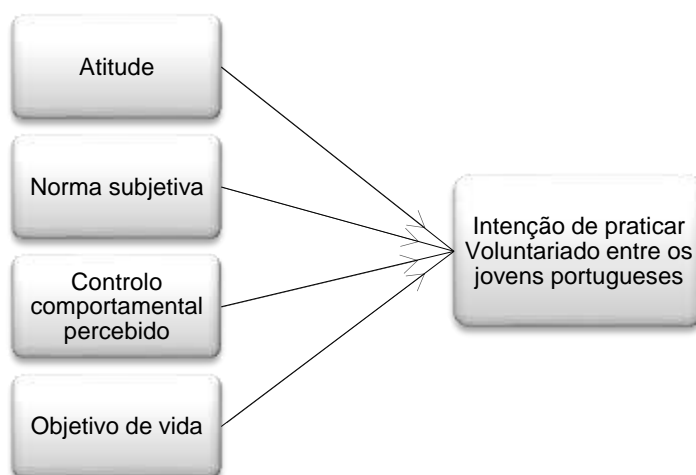 Atitude
Norma subjetiva
Controlo
comportamental
percebido
Objetivo de vida
Intenção de praticar
Voluntariado entre os
jovens portugueses